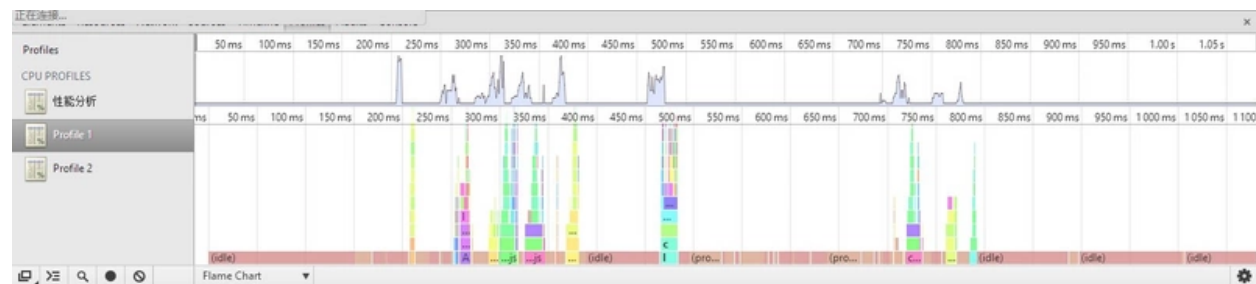 正在连接...
Profiles
×
Profiles
CPU PROFILES
性能分析
Profile 1
Profile 2
50 ms 100 ms 150 ms 200 ms 250 ms 300 ms 350 ms 400 ms 450 ms 500 ms 550 ms 600 ms 650 ms 700 ms 750 ms 800 ms 850 ms 900 ms 950 ms 1.00 s 1.05 s
ms 50 ms 100 ms 150 ms 200 ms 250 ms 300 ms 350 ms 400 ms 450 ms 500 ms 550 ms 600 ms 650 ms 700 ms 750 ms 800 ms 850 ms 900 ms 950 ms 1 000 ms 1 050 ms 1 100
I ... ...
... ... ...
c
(idle) A ... ...js ...js ... (idle) I (pro... (pro... c... ... (idle) (idle) (idle)
Flame Chart ▼